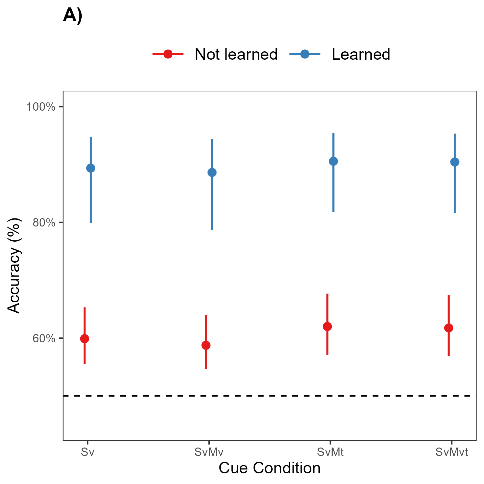 A)
Not learned Learned
100%
80%
60%
Accuracy (%)
Sv SvMv SvMt SvMvt
Cue Condition